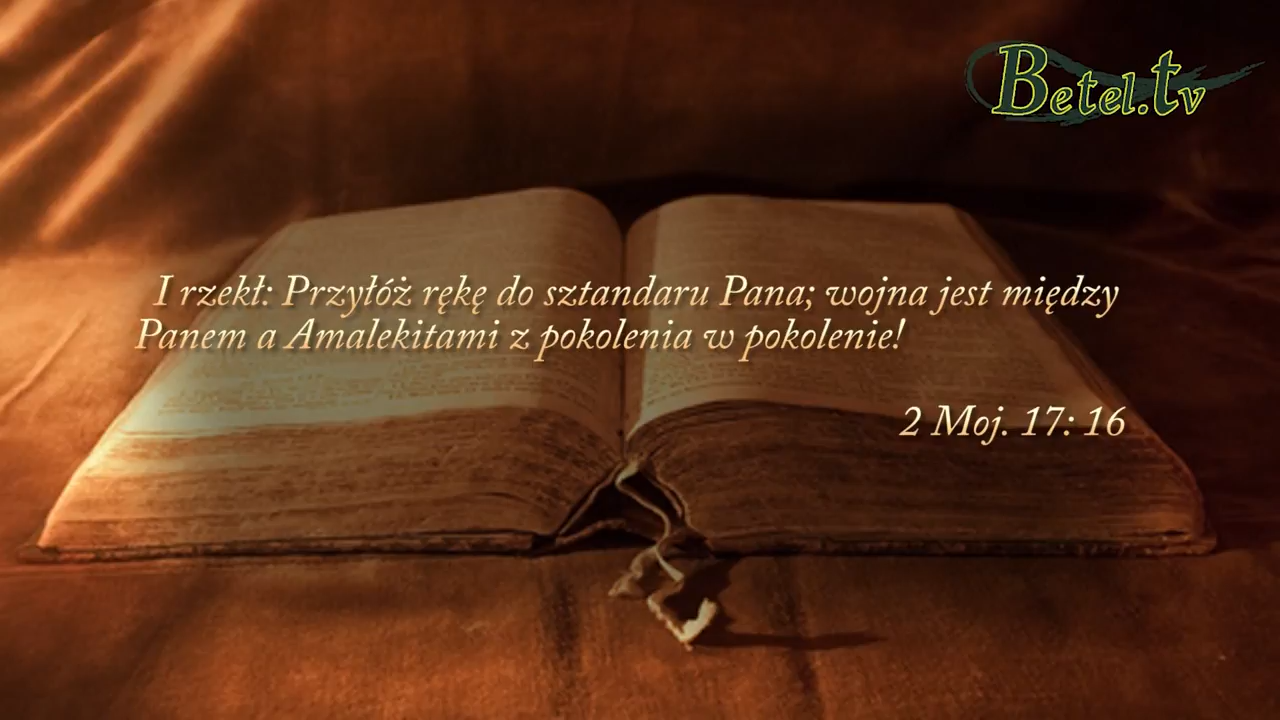 Betel.tv
I rzekł: Przyłóż rękę do sztandaru Pana; wojna jest między
Panem a Amalekitami z pokolenia w pokolenie!
2 Moj. 17: 16